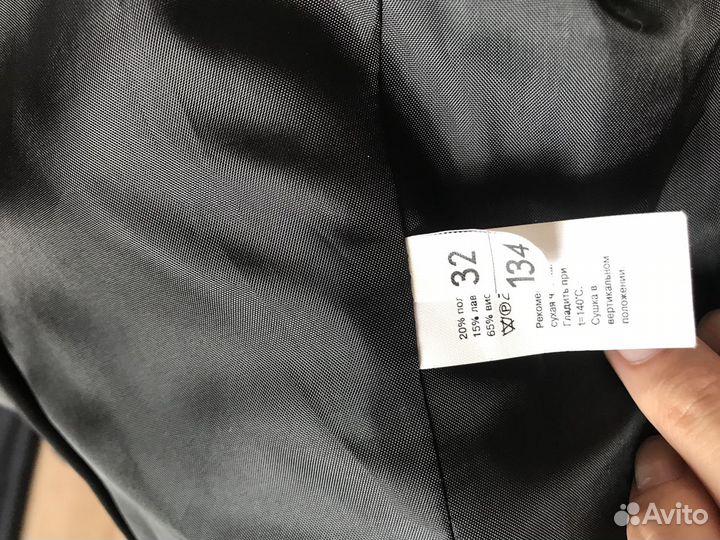 32
134
20% пол
15% лав
65% вис
Рекоме
сухая ч
Гладить при
t=140°C.
Сушка в
вертикальном
положении
Avito